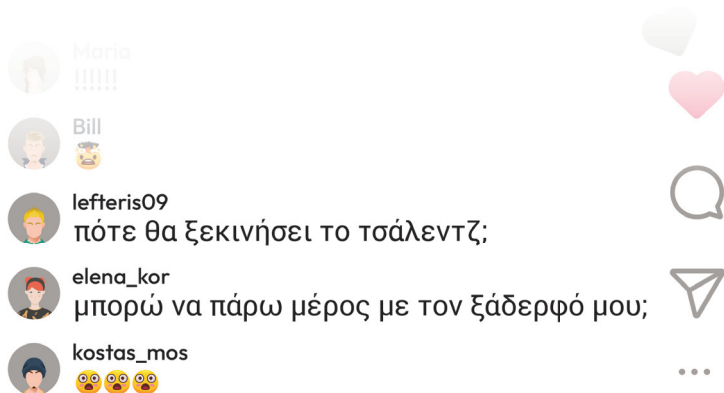 Maria
!!!!!!
Bill
lefteris09
πότε θα ξεκινήσει το τσάλεντζ;
elena_kor
μπορώ να πάρω μέρος με τον ξάδερφό μου;
kostas_mos